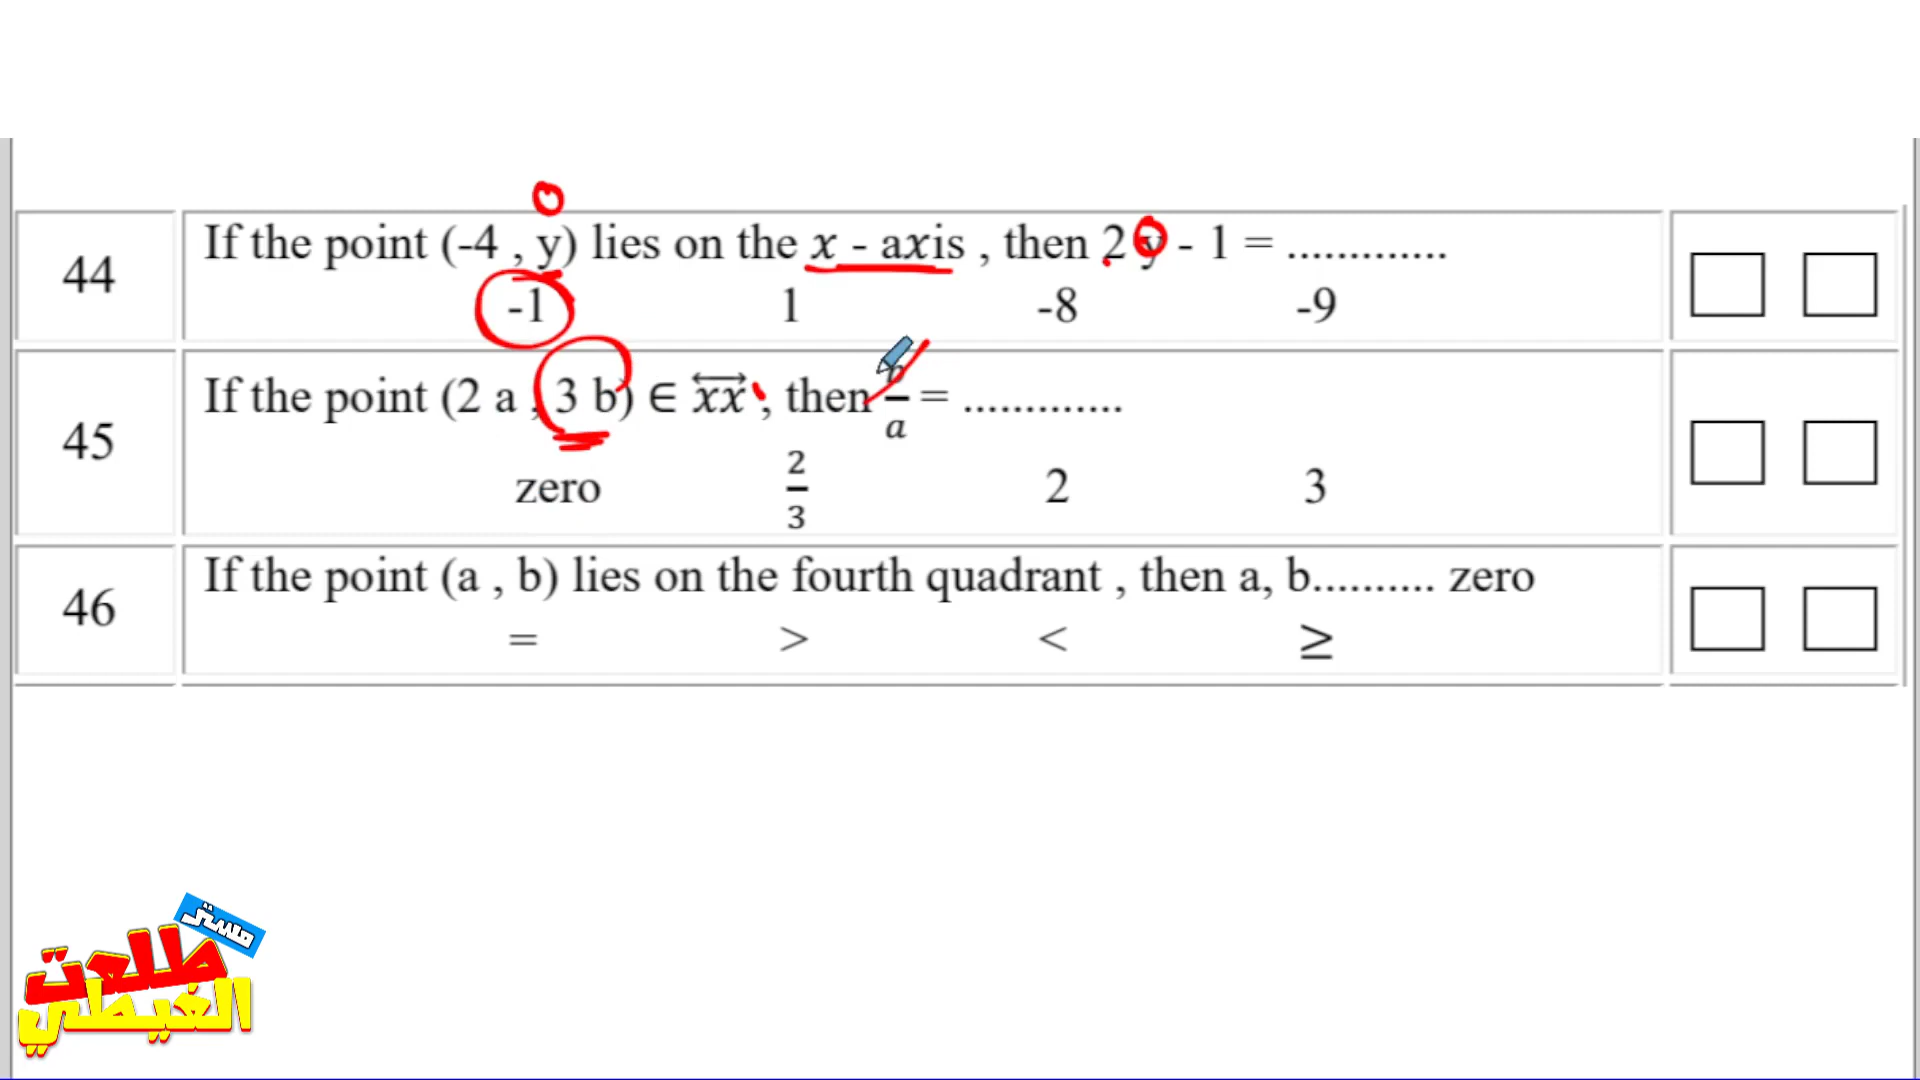 44
If the point (-4 , y) lies on the x - axis , then 2 y - 1 = .............
-1 1 -8 -9
45
If the point (2 a , 3 b) ∈ xx' , then b/a = .............
zero 2/3 2 3
46
If the point (a , b) lies on the fourth quadrant , then a, b.......... zero
= > < ≥
مستر
طلعت
الغيطي